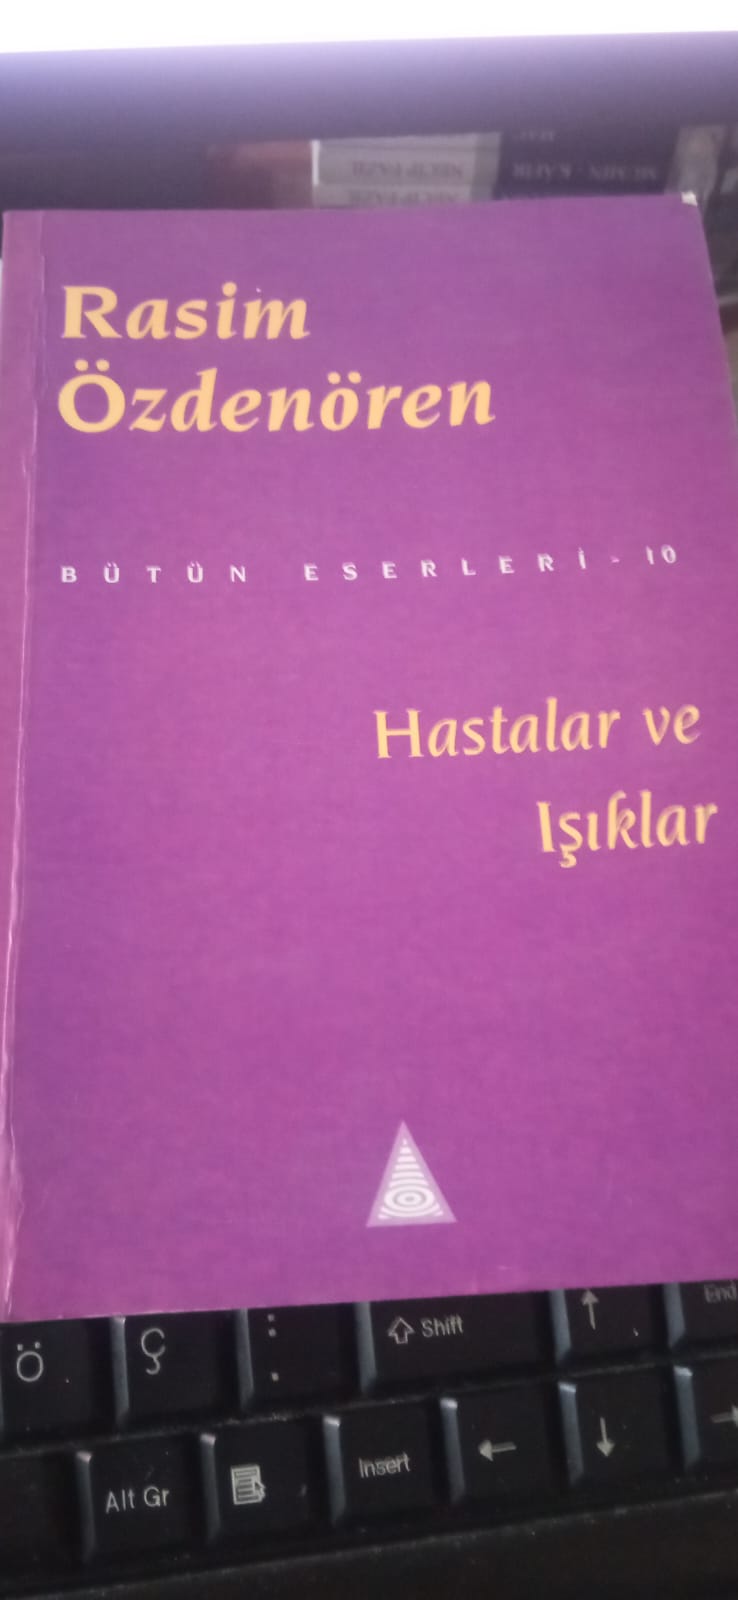 Rasim
Özdenören
BÜTÜN ESERLERİ - 10
Hastalar ve
Işıklar
Ö Ç : . Shift End
Alt Gr Insert